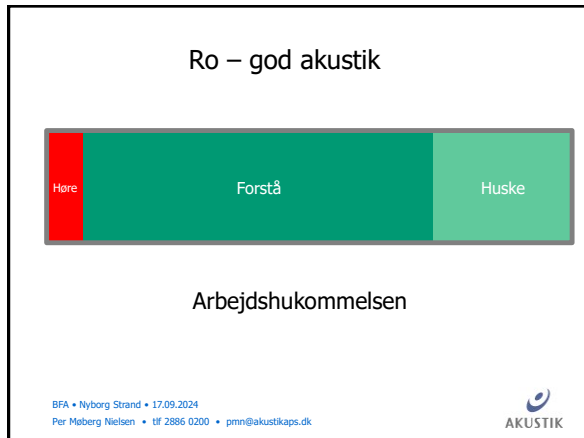 Ro – god akustik
Høre
Forstå
Huske
Arbejdshukommelsen
BFA • Nyborg Strand • 17.09.2024
Per Møberg Nielsen • tlf 2886 0200 • pmn@akustikaps.dk
AKUSTIK